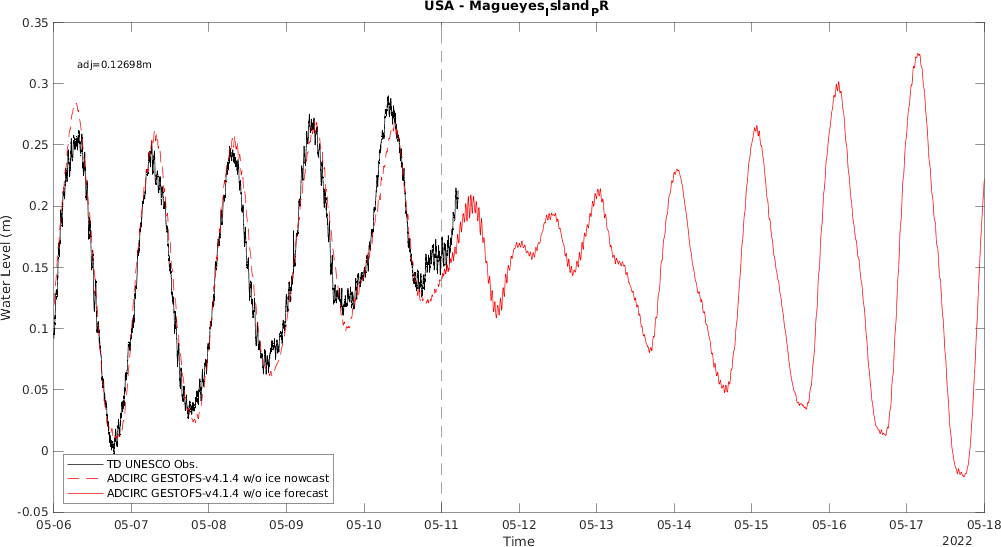 USA - Magueyes_Island_PR
0.35
adj=0.12698m
0.3
0.25
0.2
0.15
0.1
0.05
0
-0.05
Water Level (m)
TD UNESCO Obs.
ADCIRC GESTOFS-v4.1.4 w/o ice nowcast
ADCIRC GESTOFS-v4.1.4 w/o ice forecast
05-06 05-07 05-08 05-09 05-10 05-11 05-12 05-13 05-14 05-15 05-16 05-17 05-18
Time
2022